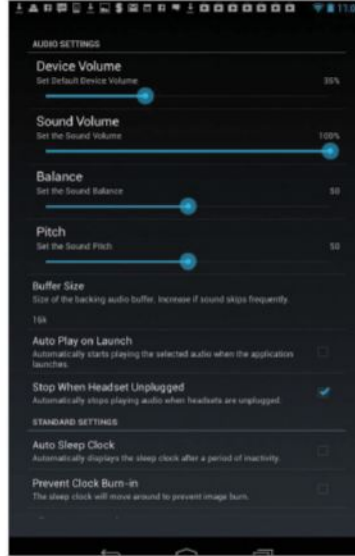 AUDIO SETTINGS
Device Volume
Set Default Device Volume 35%
Sound Volume
Set the Sound Volume 100%
Balance
Set the Sound Balance 50
Pitch
Set the Sound Pitch 50
Buffer Size
Size of the backing audio buffer. Increase if sound skips frequently.
16k
Auto Play on Launch
Automatically starts playing the selected audio when the application
launches.
Stop When Headset Unplugged
Automatically stops playing audio when headsets are unplugged.
STANDARD SETTINGS
Auto Sleep Clock
Automatically displays the sleep clock after a period of inactivity.
Prevent Clock Burn-in
The sleep clock will move around to prevent image burn.